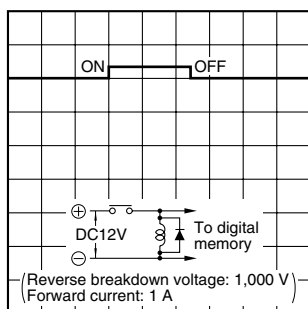 ON OFF
⊕
DC12V
⊖
To digital
memory
(Reverse breakdown voltage: 1,000 V
Forward current: 1 A)